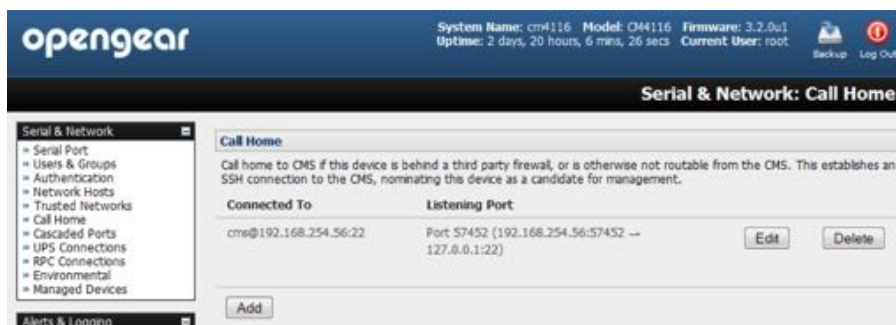 opengear
System Name: cm4116 Model: CM4116 Firmware: 3.2.0u1
Uptime: 2 days, 20 hours, 6 mins, 26 secs Current User: root
Backup Log Out
Serial & Network: Call Home
Serial & Network
» Serial Port
» Users & Groups
» Authentication
» Network Hosts
» Trusted Networks
» Call Home
» Cascaded Ports
» UPS Connections
» RPC Connections
» Environmental
» Managed Devices
Alerts & Logging
Call Home
Call home to CMS if this device is behind a third party firewall, or is otherwise not routable from the CMS. This establishes an
SSH connection to the CMS, nominating this device as a candidate for management.
Connected To Listening Port
cms@192.168.254.56:22 Port 57452 (192.168.254.56:57452 →
127.0.0.1:22)
Edit Delete
Add